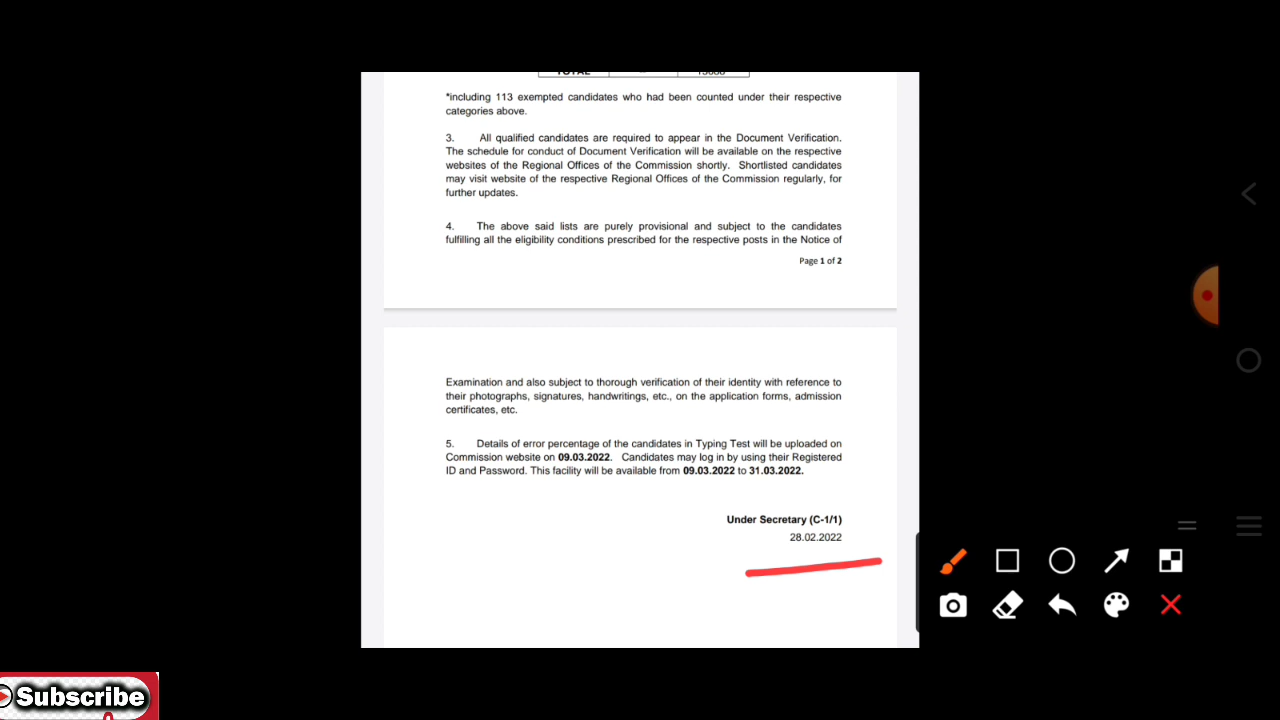 *including 113 exempted candidates who had been counted under their respective
categories above.
3. All qualified candidates are required to appear in the Document Verification.
The schedule for conduct of Document Verification will be available on the respective
websites of the Regional Offices of the Commission shortly. Shortlisted candidates
may visit website of the respective Regional Offices of the Commission regularly, for
further updates.
4. The above said lists are purely provisional and subject to the candidates
fulfilling all the eligibility conditions prescribed for the respective posts in the Notice of
Page 1 of 2
Examination and also subject to thorough verification of their identity with reference to
their photographs, signatures, handwritings, etc., on the application forms, admission
certificates, etc.
5. Details of error percentage of the candidates in Typing Test will be uploaded on
Commission website on 09.03.2022. Candidates may log in by using their Registered
ID and Password. This facility will be available from 09.03.2022 to 31.03.2022.
Under Secretary (C-1/1)
28.02.2022
Subscribe